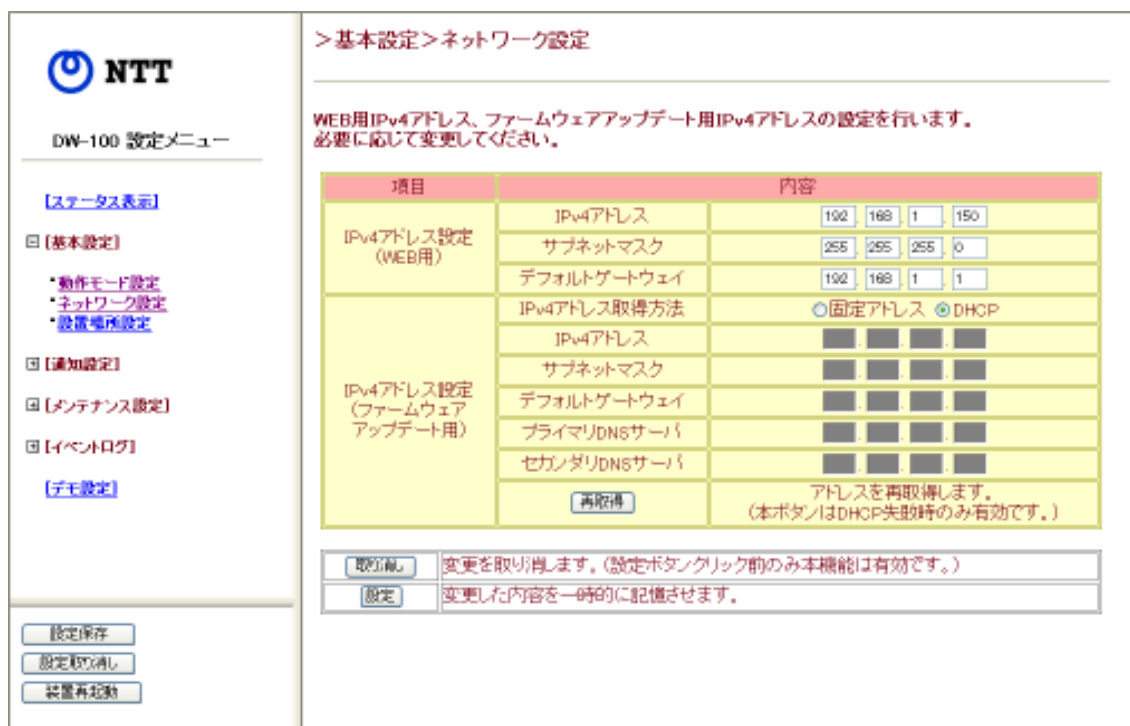 NTT
DW-100 設定メニュー
[ステータス表示]
[基本設定]
・動作モード設定
・ネットワーク設定
・設置場所設定
[通知設定]
[メンテナンス設定]
[イベントログ]
[デモ設定]
設定保存
設定取り消し
装置再起動
>基本設定>ネットワーク設定
WEB用IPv4アドレス、ファームウェアアップデート用IPv4アドレスの設定を行います。
必要に応じて変更してください。
項目 内容
IPv4アドレス設定
(WEB用)
IPv4アドレス 192 . 168 . 1 . 150
サブネットマスク 255 . 255 . 255 . 0
デフォルトゲートウェイ 192 . 168 . 1 . 1
IPv4アドレス設定
(ファームウェア
アップデート用)
IPv4アドレス取得方法 固定アドレス DHCP
IPv4アドレス . . .
サブネットマスク . . .
デフォルトゲートウェイ . . .
プライマリDNSサーバ . . .
セカンダリDNSサーバ . . .
再取得 アドレスを再取得します。
(本ボタンはDHCP失敗時のみ有効です。)
取り消し 変更を取り消します。(設定ボタンクリック前のみ本機能は有効です。)
設定 変更した内容を一時的に記憶させます。